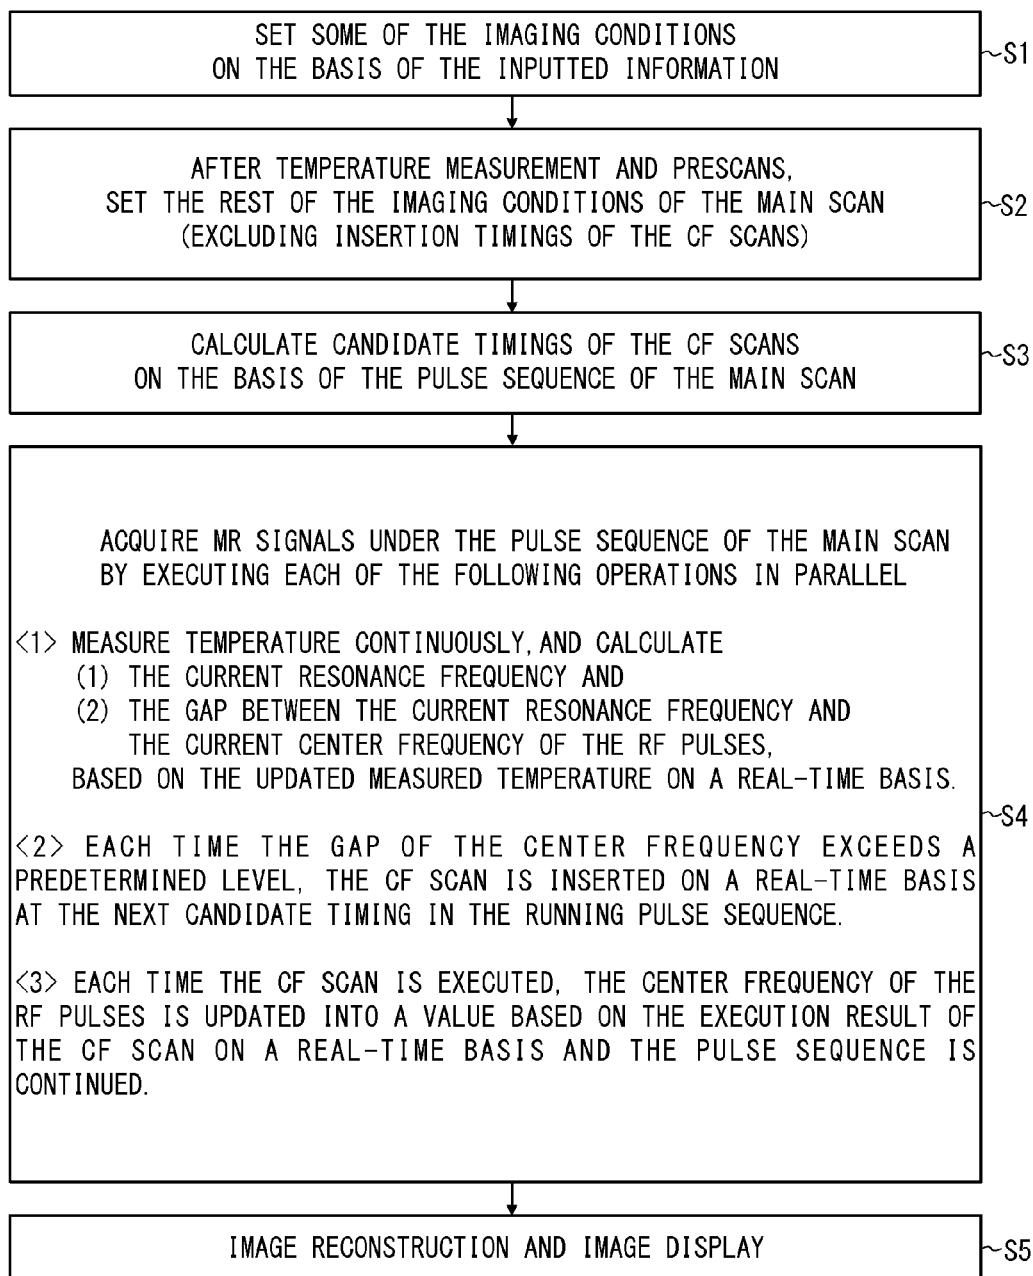 SET SOME OF THE IMAGING CONDITIONS
ON THE BASIS OF THE INPUTTED INFORMATION
S1
AFTER TEMPERATURE MEASUREMENT AND PRESCANS,
SET THE REST OF THE IMAGING CONDITIONS OF THE MAIN SCAN
(EXCLUDING INSERTION TIMINGS OF THE CF SCANS)
S2
CALCULATE CANDIDATE TIMINGS OF THE CF SCANS
ON THE BASIS OF THE PULSE SEQUENCE OF THE MAIN SCAN
S3
ACQUIRE MR SIGNALS UNDER THE PULSE SEQUENCE OF THE MAIN SCAN
BY EXECUTING EACH OF THE FOLLOWING OPERATIONS IN PARALLEL
<1> MEASURE TEMPERATURE CONTINUOUSLY, AND CALCULATE
(1) THE CURRENT RESONANCE FREQUENCY AND
(2) THE GAP BETWEEN THE CURRENT RESONANCE FREQUENCY AND
THE CURRENT CENTER FREQUENCY OF THE RF PULSES,
BASED ON THE UPDATED MEASURED TEMPERATURE ON A REAL-TIME BASIS.
<2> EACH TIME THE GAP OF THE CENTER FREQUENCY EXCEEDS A
PREDETERMINED LEVEL, THE CF SCAN IS INSERTED ON A REAL-TIME BASIS
AT THE NEXT CANDIDATE TIMING IN THE RUNNING PULSE SEQUENCE.
<3> EACH TIME THE CF SCAN IS EXECUTED, THE CENTER FREQUENCY OF THE
RF PULSES IS UPDATED INTO A VALUE BASED ON THE EXECUTION RESULT OF
THE CF SCAN ON A REAL-TIME BASIS AND THE PULSE SEQUENCE IS
CONTINUED.
S4
IMAGE RECONSTRUCTION AND IMAGE DISPLAY
S5